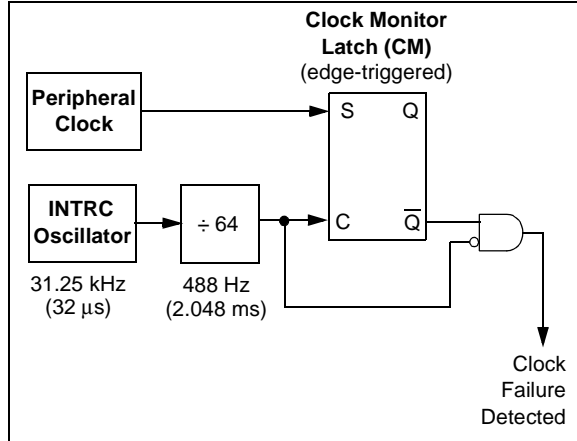 Clock Monitor
Latch (CM)
(edge-triggered)
Peripheral
Clock
S Q
INTRC
Oscillator
÷ 64
C Q̅
31.25 kHz
(32 μs)
488 Hz
(2.048 ms)
Clock
Failure
Detected